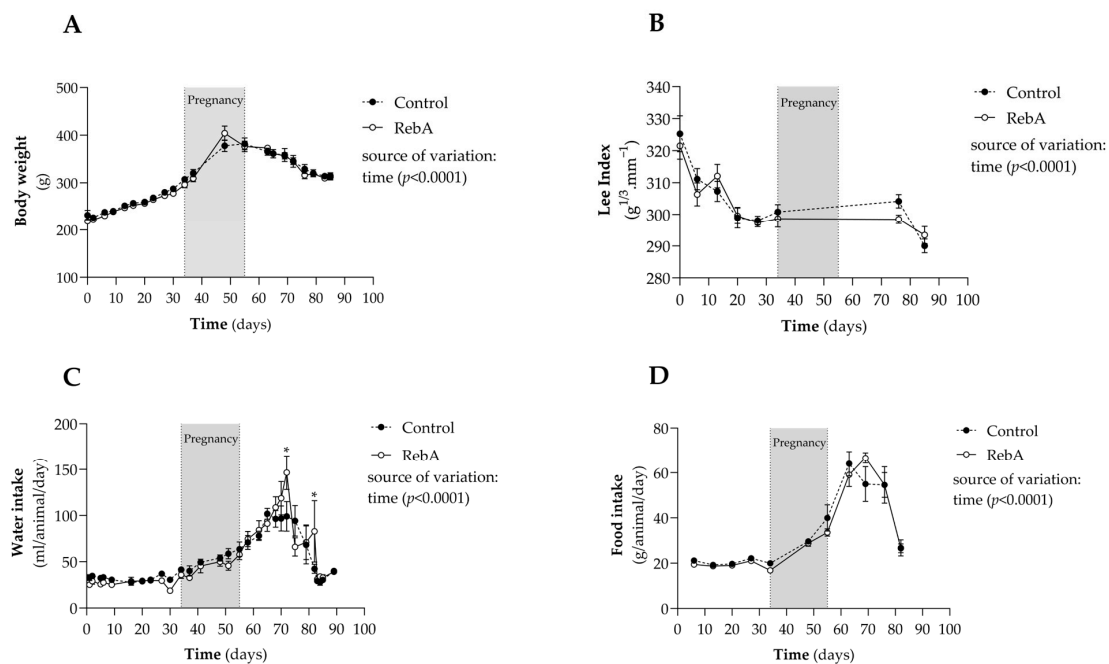 A
500
400
300
200
100
Body weight
(g)
Pregnancy
0 10 20 30 40 50 60 70 80 90 100
Time (days)
Control
RebA
source of variation:
time (p<0.0001)
B
340
330
320
310
300
290
280
Lee Index
(g^1/3 .mm^−1)
Pregnancy
0 10 20 30 40 50 60 70 80 90 100
Time (days)
Control
RebA
source of variation:
time (p<0.0001)
C
200
150
100
50
0
Water intake
(ml/animal/day)
Pregnancy
*
*
0 10 20 30 40 50 60 70 80 90 100
Time (days)
Control
RebA
source of variation:
time (p<0.0001)
D
80
60
40
20
0
Food intake
(g/animal/day)
Pregnancy
0 10 20 30 40 50 60 70 80 90 100
Time (days)
Control
RebA
source of variation:
time (p<0.0001)